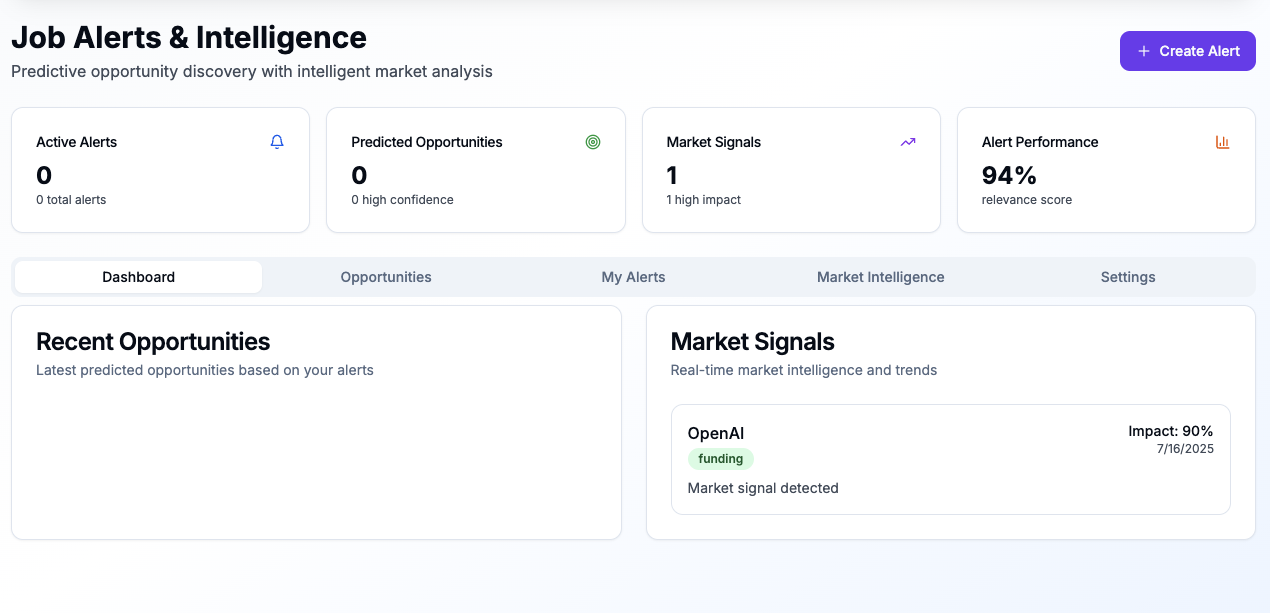 Job Alerts & Intelligence
Predictive opportunity discovery with intelligent market analysis
Create Alert
Active Alerts
0
0 total alerts
Predicted Opportunities
0
0 high confidence
Market Signals
1
1 high impact
Alert Performance
94%
relevance score
Dashboard
Opportunities
My Alerts
Market Intelligence
Settings
Recent Opportunities
Latest predicted opportunities based on your alerts
Market Signals
Real-time market intelligence and trends
OpenAI
Impact: 90%
funding
7/16/2025
Market signal detected